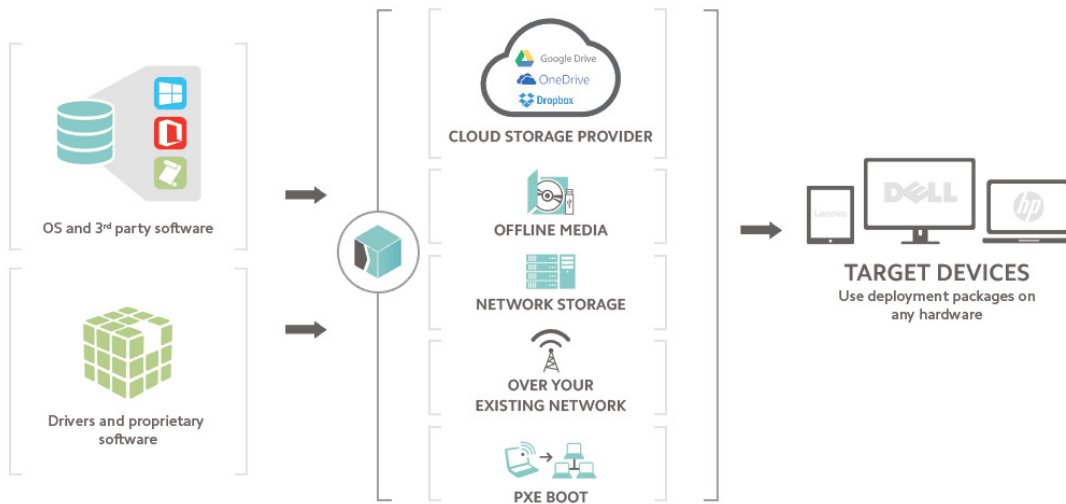 OS and 3rd party software
Drivers and proprietary
software
Google Drive
OneDrive
Dropbox
CLOUD STORAGE PROVIDER
OFFLINE MEDIA
NETWORK STORAGE
OVER YOUR
EXISTING NETWORK
PXE BOOT
Lenovo
DELL
hp
TARGET DEVICES
Use deployment packages on
any hardware